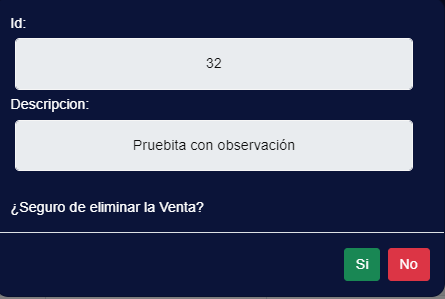 Id:
32
Descripcion:
Pruebita con observación
¿Seguro de eliminar la Venta?
Si No